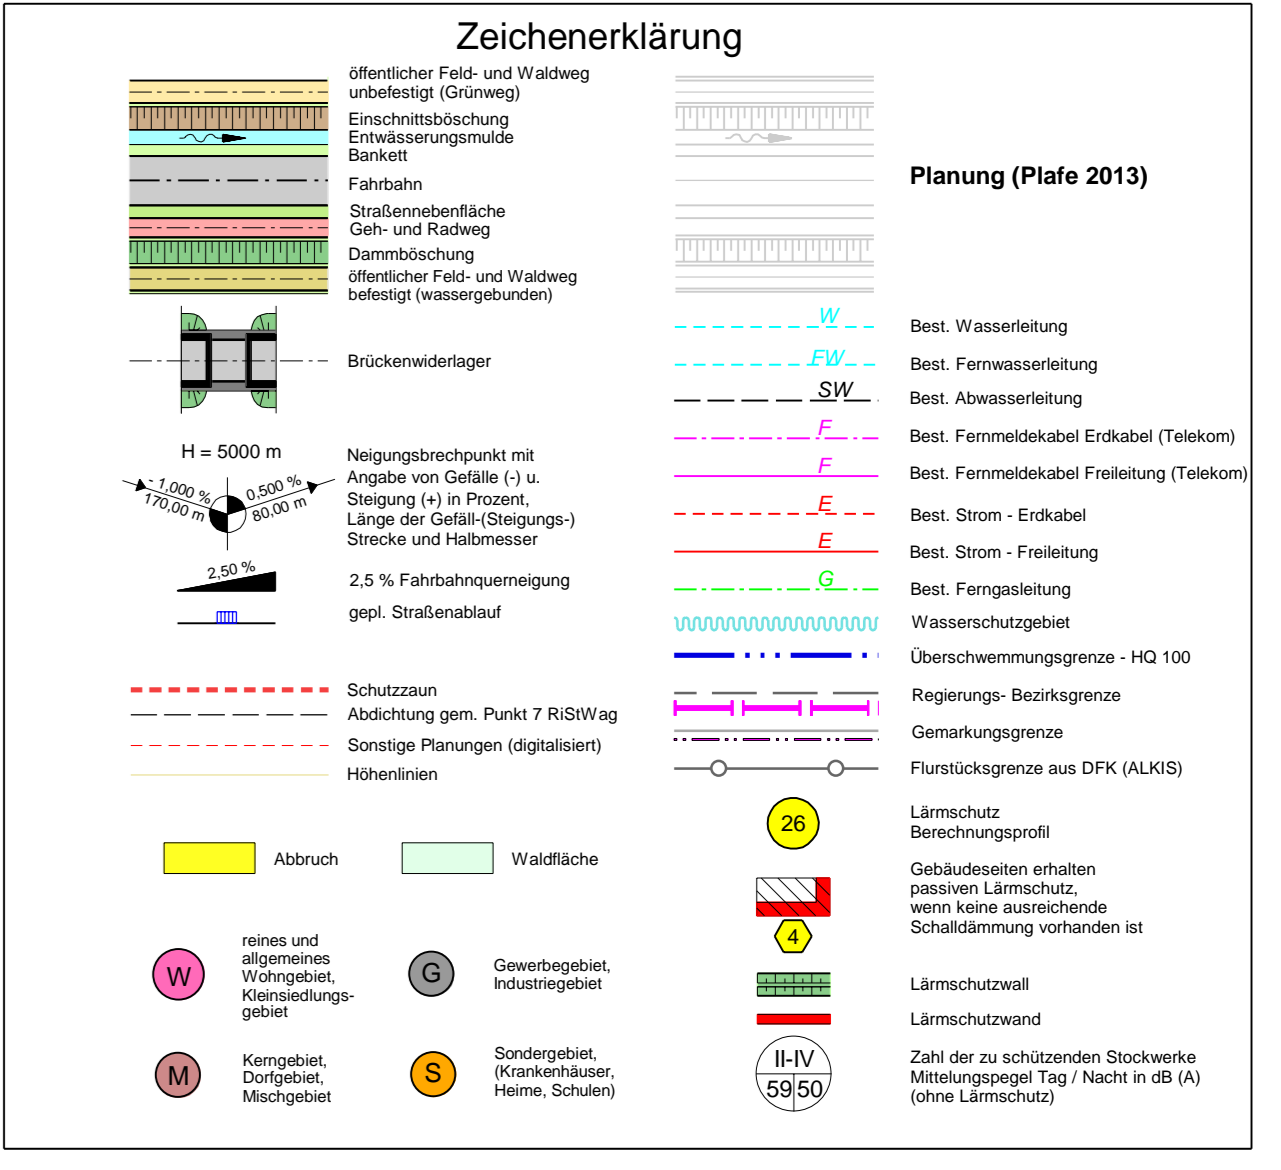 Zeichenerklärung
öffentlicher Feld- und Waldweg
unbefestigt (Grünweg)
Einschnittsböschung
Entwässerungsmulde
Bankett
Fahrbahn
Straßennebenfläche
Geh- und Radweg
Dammböschung
öffentlicher Feld- und Waldweg
befestigt (wassergebunden)
Brückenwiderlager
H = 5000 m
- 1,000 %
170,00 m
0,500 %
80,00 m
Neigungsbrechpunkt mit
Angabe von Gefälle (-) u.
Steigung (+) in Prozent,
Länge der Gefäll-(Steigungs-)
Strecke und Halbmesser
2,50 %
2,5 % Fahrbahnquerneigung
gepl. Straßenablauf
Schutzzaun
Abdichtung gem. Punkt 7 RiStWag
Sonstige Planungen (digitalisiert)
Höhenlinien
Abbruch
Waldfläche
W
reines und
allgemeines
Wohngebiet,
Kleinsiedlungs-
gebiet
G
Gewerbegebiet,
Industriegebiet
M
Kerngebiet,
Dorfgebiet,
Mischgebiet
S
Sondergebiet,
(Krankenhäuser,
Heime, Schulen)
Planung (Plafe 2013)
W
Best. Wasserleitung
FW
Best. Fernwasserleitung
SW
Best. Abwasserleitung
F
Best. Fernmeldekabel Erdkabel (Telekom)
F
Best. Fernmeldekabel Freileitung (Telekom)
E
Best. Strom - Erdkabel
E
Best. Strom - Freileitung
G
Best. Ferngasleitung
Wasserschutzgebiet
Überschwemmungsgrenze - HQ 100
Regierungs- Bezirksgrenze
Gemarkungsgrenze
Flurstücksgrenze aus DFK (ALKIS)
26
Lärmschutz
Berechnungsprofil
4
Gebäudeseiten erhalten
passiven Lärmschutz,
wenn keine ausreichende
Schalldämmung vorhanden ist
Lärmschutzwall
Lärmschutzwand
II-IV
59 50
Zahl der zu schützenden Stockwerke
Mittelungspegel Tag / Nacht in dB (A)
(ohne Lärmschutz)